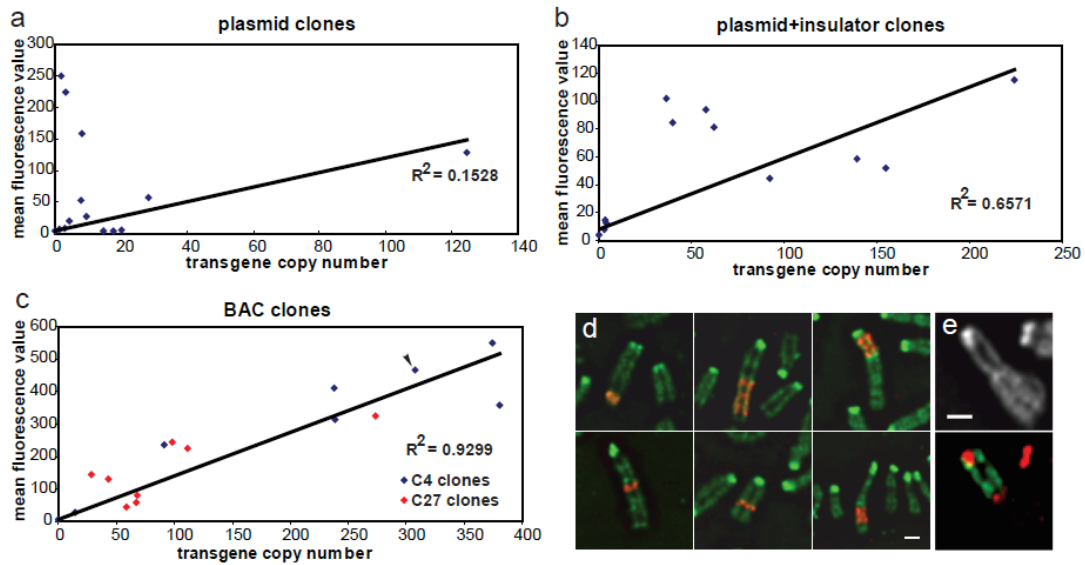 a
plasmid clones
mean fluorescence value
300
250
200
150
100
50
0
R² = 0.1528
0 20 40 60 80 100 120 140
transgene copy number
b
plasmid+insulator clones
mean fluorescence value
140
120
100
80
60
40
20
0
R² = 0.6571
0 50 100 150 200 250
transgene copy number
c
BAC clones
mean fluorescence value
600
500
400
300
200
100
0
R² = 0.9299
C4 clones
C27 clones
0 50 100 150 200 250 300 350 400
transgene copy number
d
e